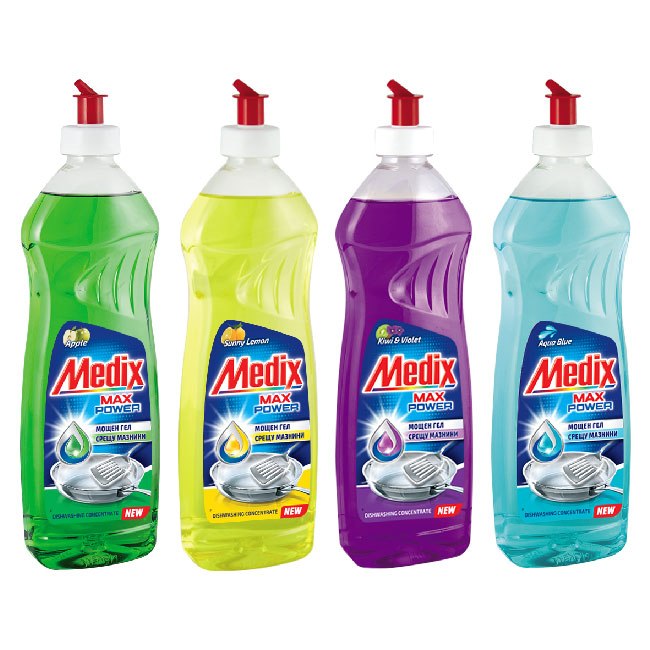 Apple
Medix
MAX
POWER
МОЩЕН ГЕЛ
СРЕЩУ МАЗНИНИ
DISHWASHING CONCENTRATE
NEW
Sunny Lemon
Medix
MAX
POWER
МОЩЕН ГЕЛ
СРЕЩУ МАЗНИНИ
DISHWASHING CONCENTRATE
NEW
Kiwi & Violet
Medix
MAX
POWER
МОЩЕН ГЕЛ
СРЕЩУ МАЗНИНИ
DISHWASHING CONCENTRATE
NEW
Aqua Blue
Medix
MAX
POWER
МОЩЕН ГЕЛ
СРЕЩУ МАЗНИНИ
DISHWASHING CONCENTRATE
NEW